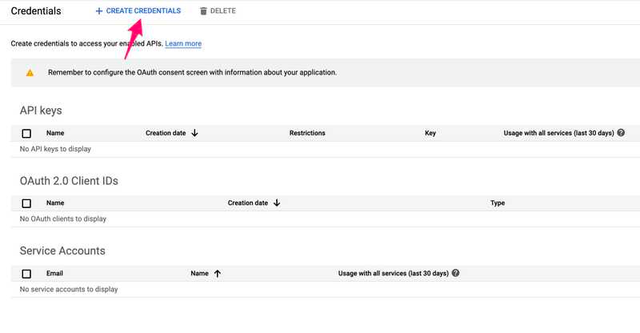 Credentials + CREATE CREDENTIALS DELETE
Create credentials to access your enabled APIs. Learn more
Remember to configure the OAuth consent screen with information about your application.
API keys
Name Creation date Restrictions Key Usage with all services (last 30 days)
No API keys to display
OAuth 2.0 Client IDs
Name Creation date Type
No OAuth clients to display
Service Accounts
Email Name Usage with all services (last 30 days)
No service accounts to display